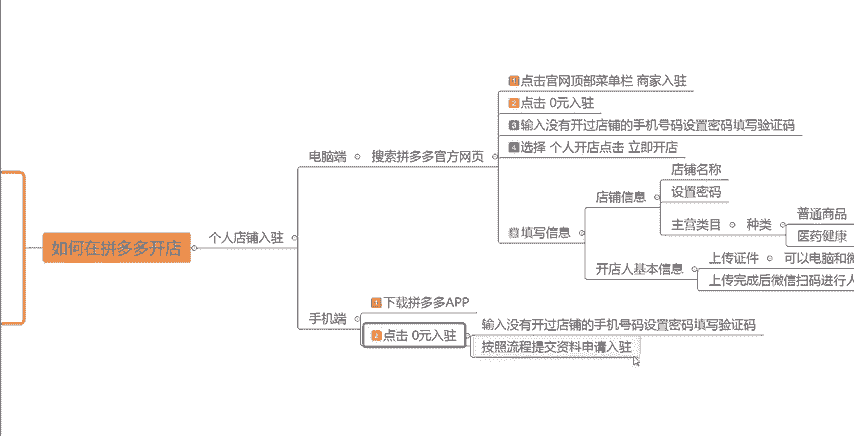 如何在拼多多开店
个人店铺入驻
电脑端
搜索拼多多官方网页
1 点击官网顶部菜单栏 商家入驻
2 点击 0元入驻
3 输入没有开过店铺的手机号码设置密码填写验证码
4 选择 个人开店点击 立即开店
填写信息
店铺信息
店铺名称
设置密码
主营类目
种类
普通商品
医药健康
开店人基本信息
上传证件
可以电脑和微
上传完成后微信扫码进行人
手机端
1 下载拼多多APP
2 点击 0元入驻
输入没有开过店铺的手机号码设置密码填写验证码
按照流程提交资料申请入驻